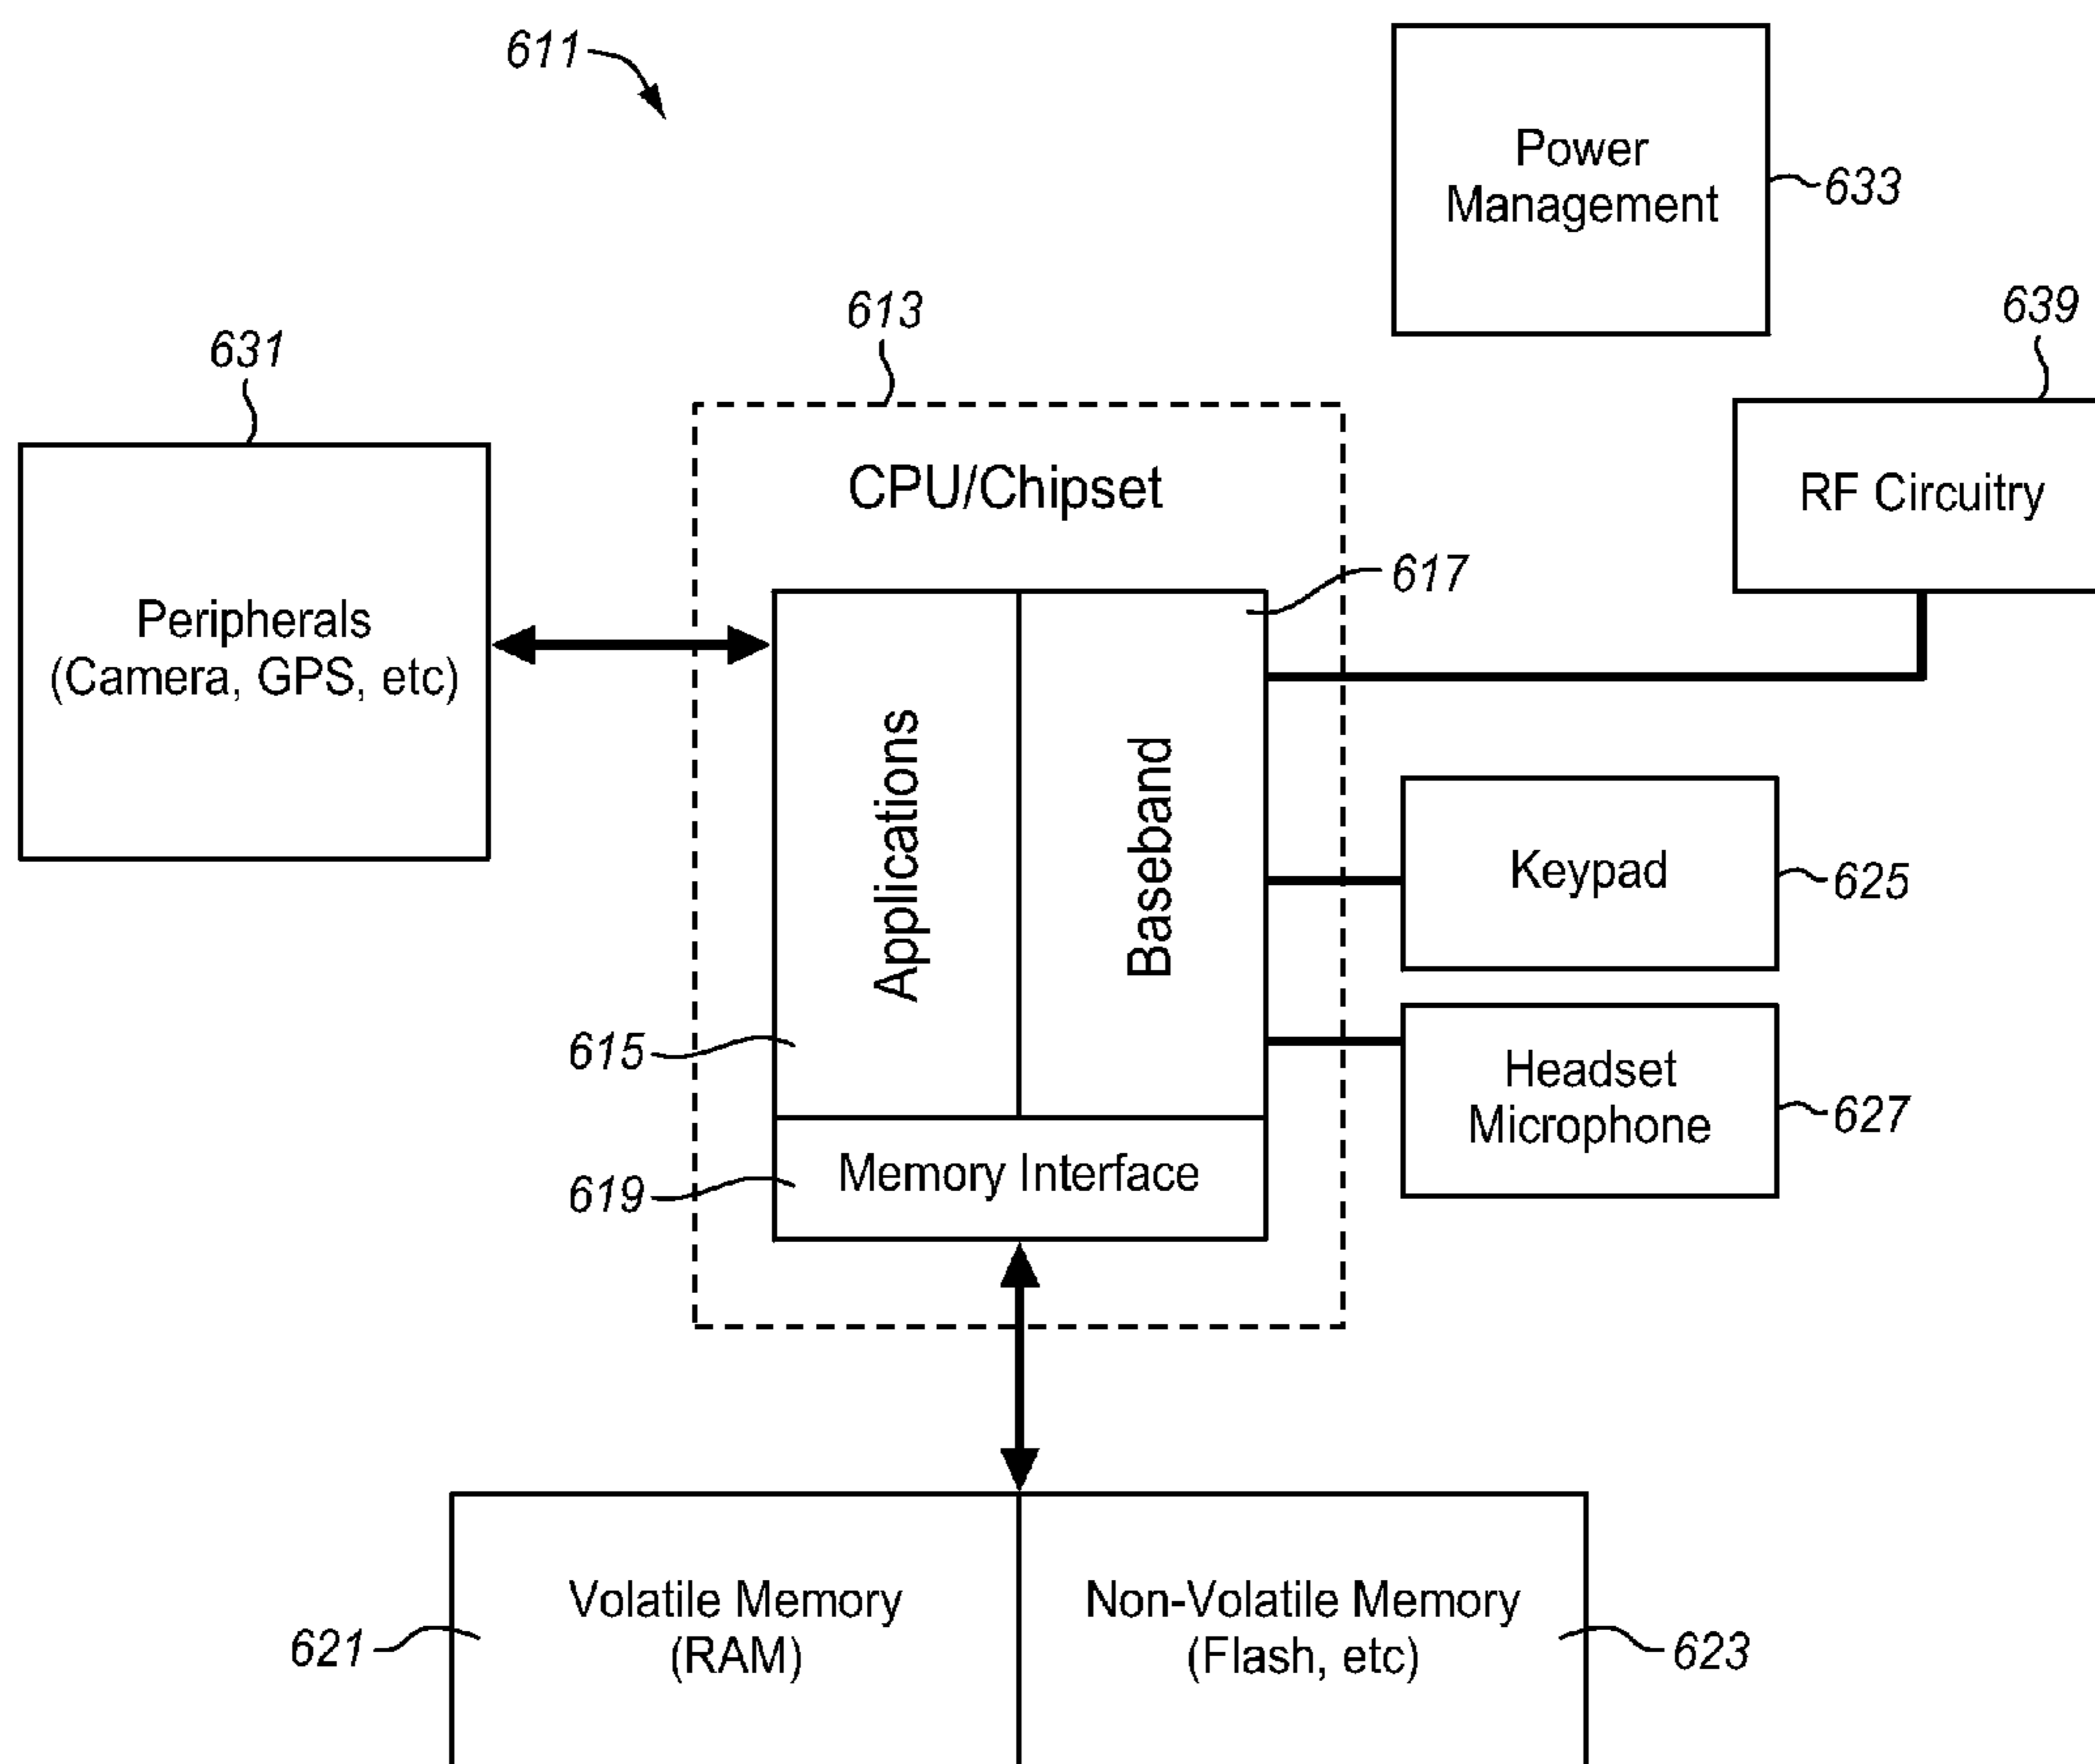 611
Power
Management
633
613
639
631
CPU/Chipset
RF Circuitry
617
Peripherals
(Camera, GPS, etc)
Applications
Baseband
Keypad
625
615
Headset
Microphone
627
Memory Interface
619
Volatile Memory
(RAM)
621
Non-Volatile Memory
(Flash, etc)
623